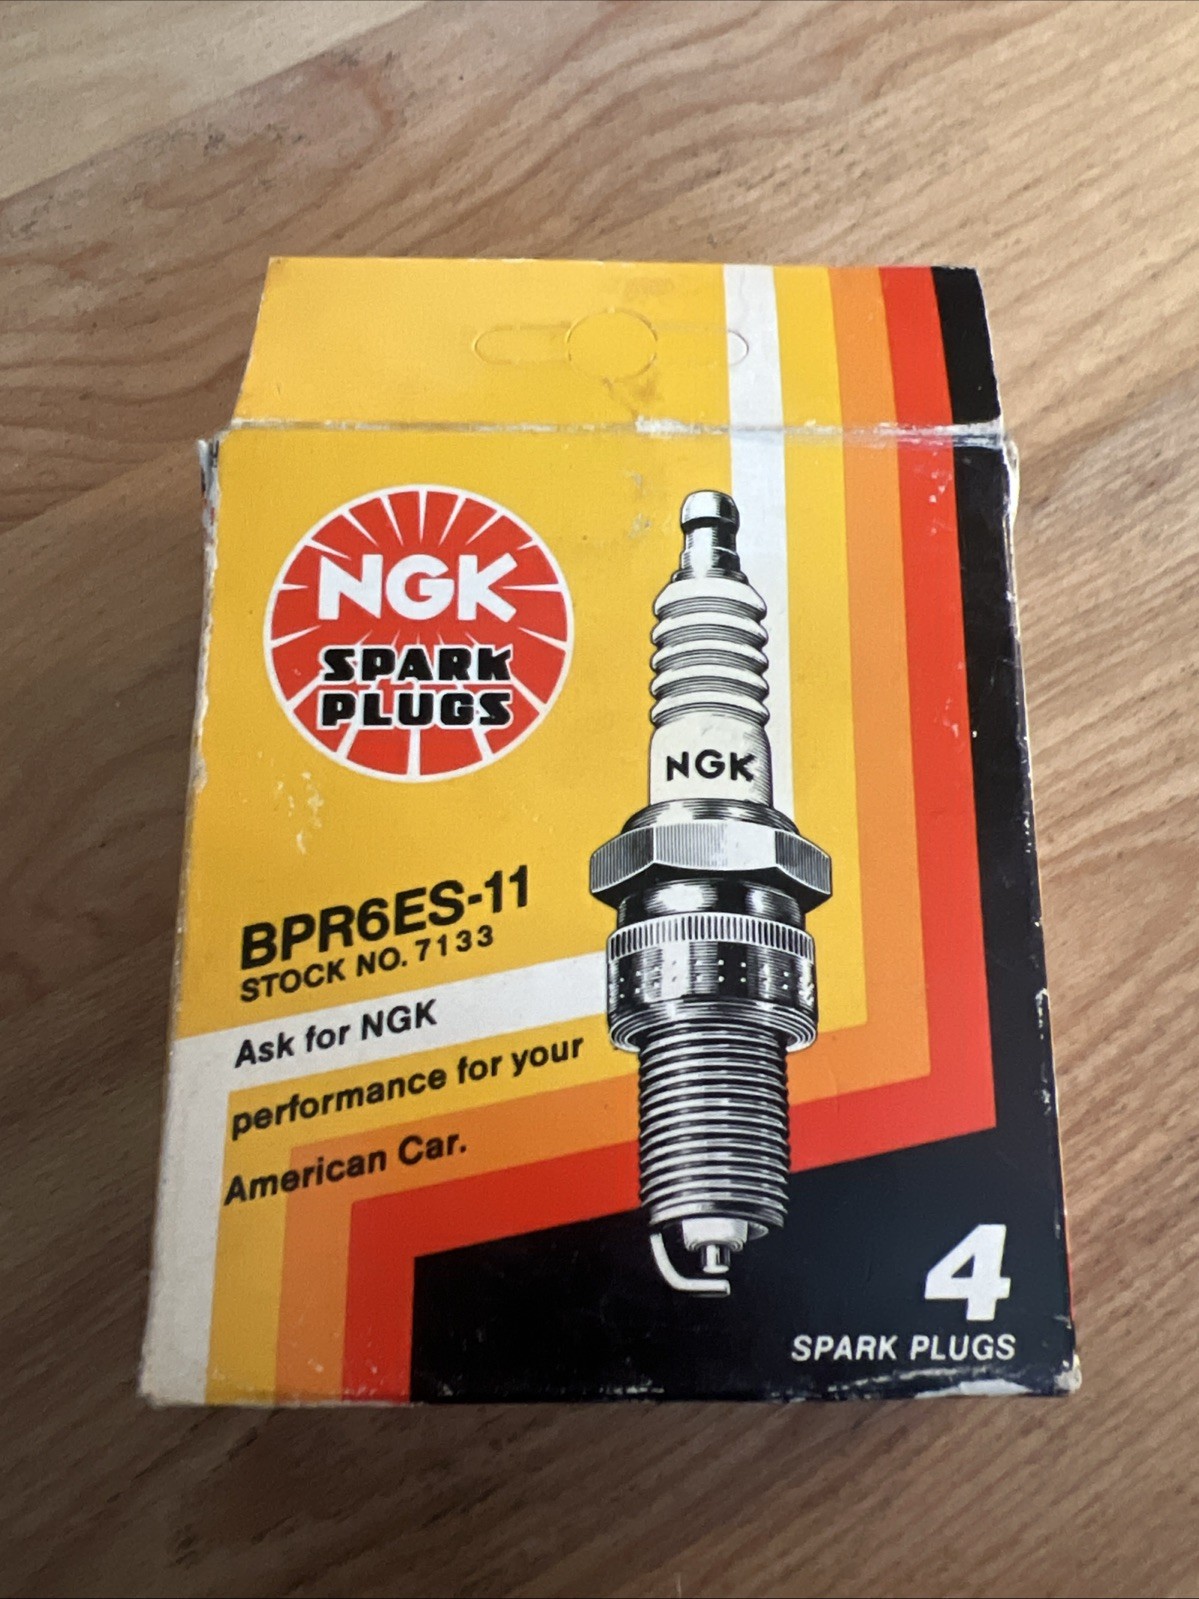 NGK
SPARK
PLUGS
NGK
BPR6ES-11
STOCK NO. 7133
Ask for NGK
performance for your
American Car.
4
SPARK PLUGS